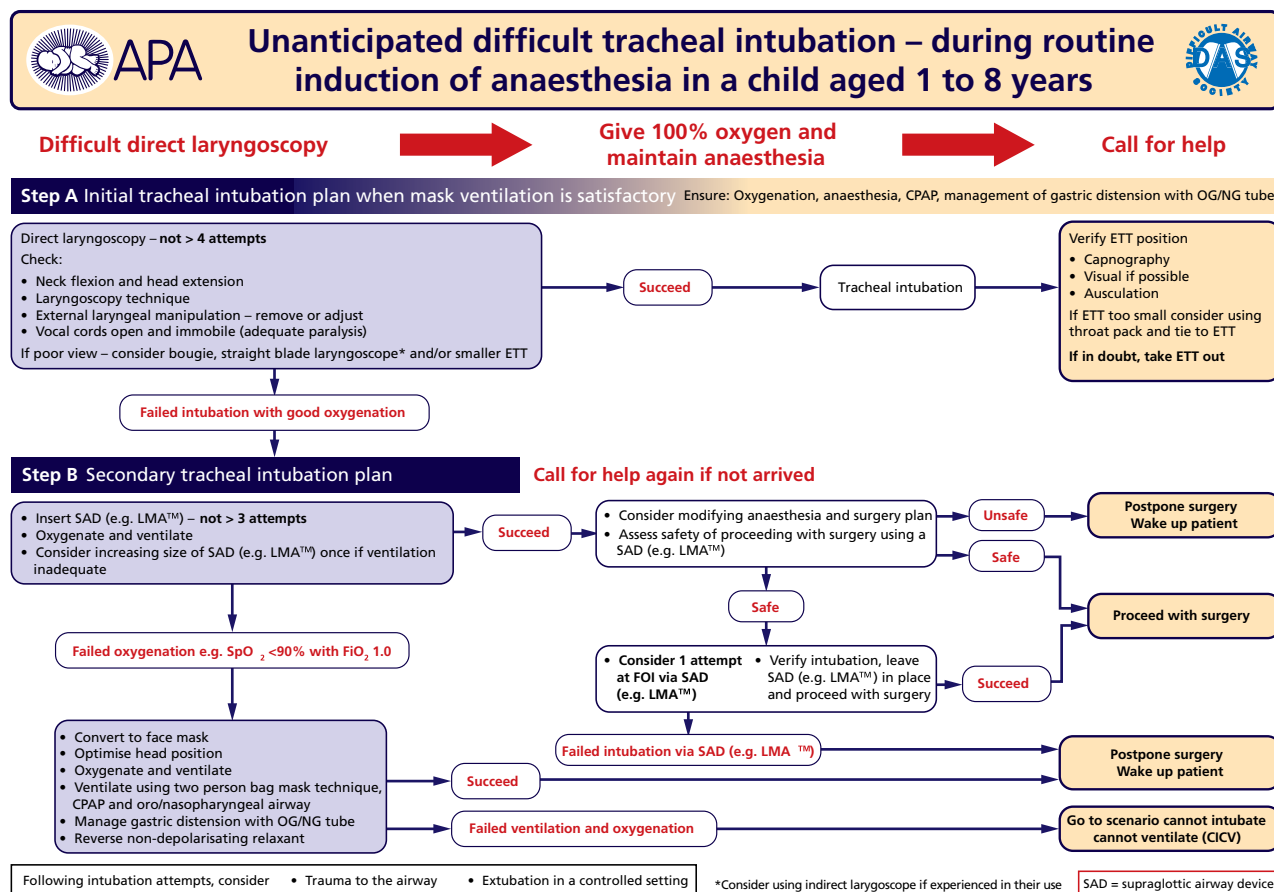 APA
Unanticipated difficult tracheal intubation – during routine
induction of anaesthesia in a child aged 1 to 8 years
DIFFICULT AIRWAY
DAS
SOCIETY
Difficult direct laryngoscopy
Give 100% oxygen and
maintain anaesthesia
Call for help
Step A Initial tracheal intubation plan when mask ventilation is satisfactory
Ensure: Oxygenation, anaesthesia, CPAP, management of gastric distension with OG/NG tube
Direct laryngoscopy – not > 4 attempts
Check:
• Neck flexion and head extension
• Laryngoscopy technique
• External laryngeal manipulation – remove or adjust
• Vocal cords open and immobile (adequate paralysis)
If poor view – consider bougie, straight blade laryngoscope* and/or smaller ETT
Succeed
Tracheal intubation
Verify ETT position
• Capnography
• Visual if possible
• Ausculation
If ETT too small consider using
throat pack and tie to ETT
If in doubt, take ETT out
Failed intubation with good oxygenation
Step B Secondary tracheal intubation plan
Call for help again if not arrived
• Insert SAD (e.g. LMA™) – not > 3 attempts
• Oxygenate and ventilate
• Consider increasing size of SAD (e.g. LMA™) once if ventilation
inadequate
Succeed
• Consider modifying anaesthesia and surgery plan
• Assess safety of proceeding with surgery using a
SAD (e.g. LMA™)
Unsafe
Postpone surgery
Wake up patient
Safe
Safe
Proceed with surgery
Failed oxygenation e.g. SpO2 <90% with FiO2 1.0
• Consider 1 attempt
at FOI via SAD
(e.g. LMA™)
• Verify intubation, leave
SAD (e.g. LMA™) in place
and proceed with surgery
Succeed
Failed intubation via SAD (e.g. LMA ™)
Postpone surgery
Wake up patient
• Convert to face mask
• Optimise head position
• Oxygenate and ventilate
• Ventilate using two person bag mask technique,
CPAP and oro/nasopharyngeal airway
• Manage gastric distension with OG/NG tube
• Reverse non-depolarising relaxant
Succeed
Failed ventilation and oxygenation
Go to scenario cannot intubate
cannot ventilate (CICV)
Following intubation attempts, consider • Trauma to the airway • Extubation in a controlled setting
*Consider using indirect larygoscope if experienced in their use
SAD = supraglottic airway device